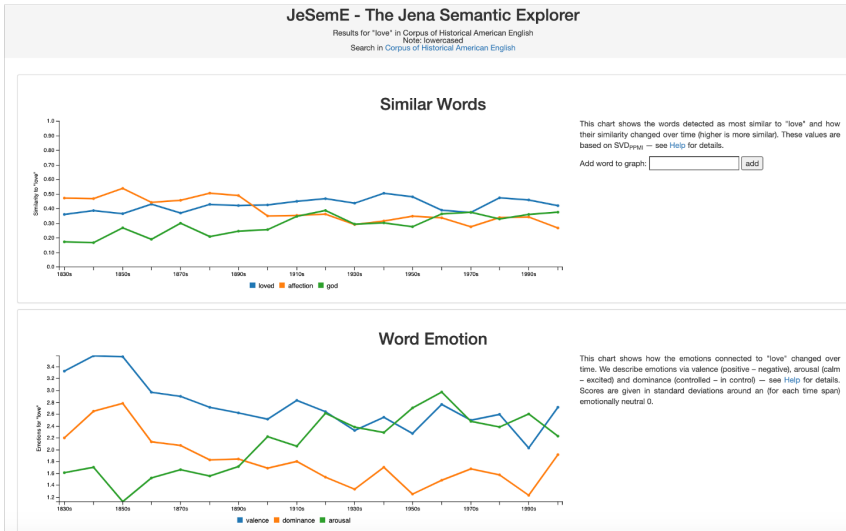 JeSemE - The Jena Semantic Explorer
Results for "love" in Corpus of Historical American English
Note: lowercased
Search in Corpus of Historical American English
Similar Words
This chart shows the words detected as most similar to "love" and how
their similarity changed over time (higher is more similar). These values are
based on SVDPPMI — see Help for details.
Add word to graph: add
Similarity to "love"
1.0
0.90
0.80
0.70
0.60
0.50
0.40
0.30
0.20
0.10
0.0
1830s 1850s 1870s 1890s 1910s 1930s 1950s 1970s 1990s
loved affection god
Word Emotion
This chart shows how the emotions connected to "love" changed over
time. We describe emotions via valence (positive – negative), arousal (calm
– excited) and dominance (controlled – in control) — see Help for details.
Scores are given in standard deviations around an (for each time span)
emotionally neutral 0.
Emotions for "love"
3.4
3.2
3.0
2.8
2.6
2.4
2.2
2.0
1.8
1.6
1.4
1.2
1830s 1850s 1870s 1890s 1910s 1930s 1950s 1970s 1990s
valence dominance arousal